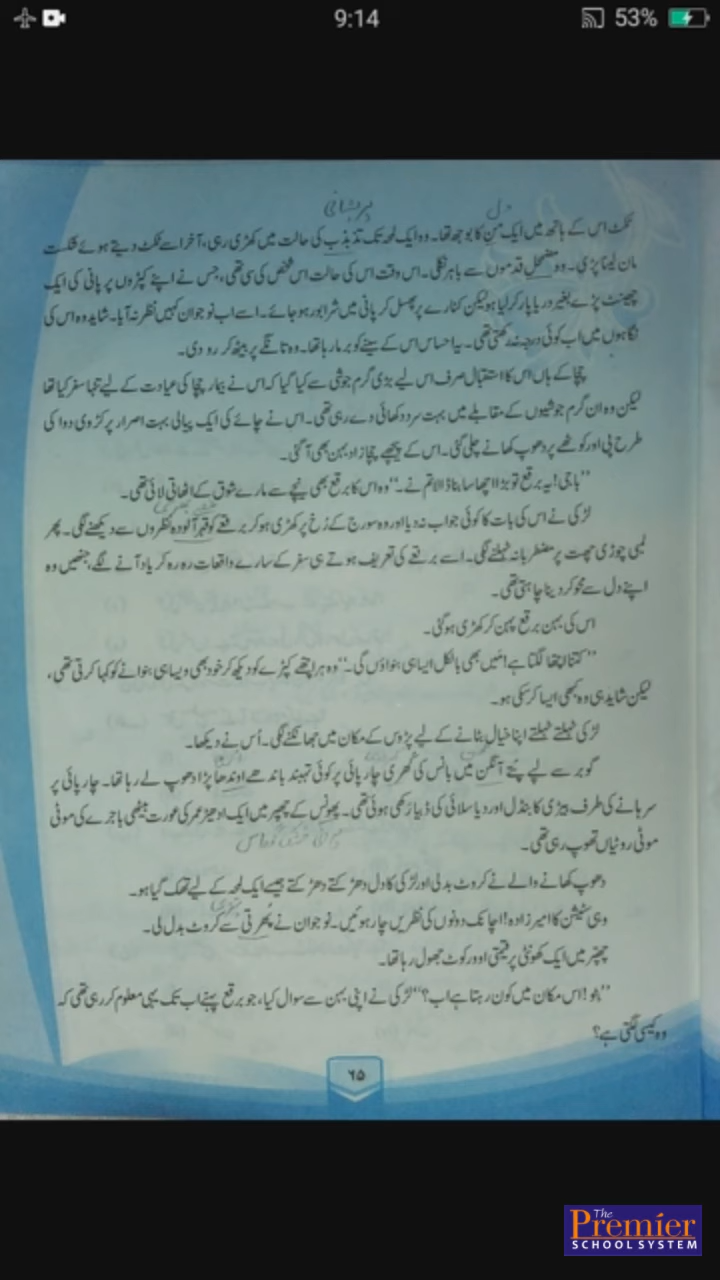 9:14
53%
پریشانی
دل
ٹکٹ اس کے ہاتھ میں ایک مَن کا بوجھ تھا۔ وہ ایک لمحہ تک تذبذب کی حالت میں کھڑی رہی، آخر اسے ٹکٹ دیتے ہوئے شکست
مان لینا پڑی۔ وہ مضمحل قدموں سے باہر نکلی۔ اس وقت اس کی حالت اس شخص کی سی تھی، جس نے اپنے کپڑوں پر پانی کی ایک
چھینٹ پڑے بغیر دریا پار کر لیا ہو لیکن کنارے پر پھسل کر پانی میں شرابور ہو جائے۔ اسے اب نوجوان کہیں نظر نہ آیا۔ شاید وہ اس کی
نگاہوں میں اب کوئی درجہ نہ رکھتی تھی۔ یہ احساس اس کے سینے کو برما رہا تھا۔ وہ تانگے پر بیٹھ کر رو دی۔
چچا کے ہاں اس کا استقبال صرف اس لیے بڑی گرم جوشی سے کیا گیا کہ اس نے بیمار چچا کی عیادت کے لیے تنہا سفر کیا تھا
لیکن وہ ان گرم جوشیوں کے مقابلے میں بہت سرد دکھائی دے رہی تھی۔ اس نے چائے کی ایک پیالی بہت اصرار پر کڑوی دوا کی
طرح پی اور کوٹھے پر دھوپ کھانے چلی گئی۔ اس کے پیچھے چچازاد بہن بھی آگئی۔
"باجی! یہ برقع تو بڑا اچھا سا بنا ڈالا تم نے۔" وہ اس کا برقع بھی نیچے سے مارے شوق کے اٹھاتی لائی تھی۔
لڑکی نے اس کی بات کا کوئی جواب نہ دیا اور وہ سورج کے رُخ پر کھڑی ہو کر برقعے کو قہر آلودہ نظروں سے دیکھنے لگی۔ پھر
لمبی چوڑی چھت پر مضطربانہ ٹہلنے لگی۔ اسے برقعے کی تعریف ہوتے ہی سفر کے سارے واقعات رہ رہ کر یاد آنے لگے، جنھیں وہ
اپنے دل سے محو کر دینا چاہتی تھی۔
اس کی بہن برقع پہن کر کھڑی ہوگئی۔
"کتنا اچھا لگتا ہے! میں بھی بالکل ایسا ہی بنواؤں گی۔" وہ ہر اچھے کپڑے کو دیکھ کر خود بھی ویسا ہی بنوانے کو کہا کرتی تھی،
لیکن شاید ہی وہ کبھی ایسا کر سکی ہو۔
لڑکی ٹہلتے ٹہلتے اپنا خیال بٹانے کے لیے پڑوس کے مکان میں جھانکنے لگی۔ اُس نے دیکھا۔
گوبر سے لپے پتے آنگن میں بانس کی کھُری چارپائی پر کوئی تہبند باندھے اوندھا پڑا دھوپ لے رہا تھا۔ چارپائی پر
سرہانے کی طرف بیڑی کا بنڈل اور دیا سلائی کی ڈبیا رکھی ہوئی تھی۔ پھونس کے چھپر میں ایک ادھیڑ عمر کی عورت بیٹھی باجرے کی موٹی
موٹی روٹیاں تھوپ رہی تھی۔
دھوپ کھانے والے نے کروٹ بدلی اور لڑکی کا دل دھڑکتے دھڑکتے جیسے ایک لمحہ کے لیے تھک گیا ہو۔
وہی سٹیشن کا امیر زادہ! اچانک دونوں کی نظریں چار ہوئیں۔ نوجوان نے پھرتی سے کروٹ بدل لی۔
چھپر میں ایک کھونٹی پر قیمتی اوورکوٹ جھول رہا تھا۔
لڑکی نے اپنی بہن سے سوال کیا، جو برقع پہنے اب تک یہی معلوم کر رہی تھی کہ "بانو! اس مکان میں کون رہتا ہے اب؟"
وہ کیسی لگتی ہے؟
۶۵
The
Premier
SCHOOL SYSTEM